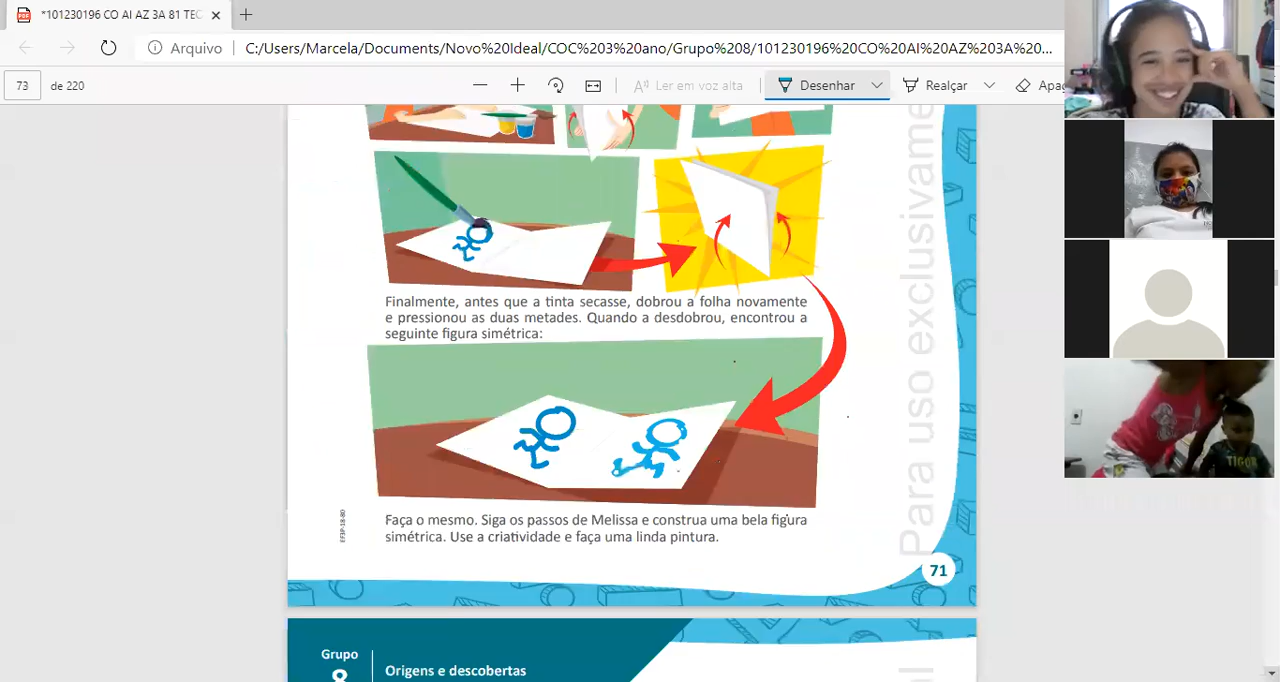 *101230196 CO AI AZ 3A 81 TEC
Arquivo
C:/Users/Marcela/Documents/Novo%20Ideal/COC%203%20ano/Grupo%208/101230196%20CO%20AI%20AZ%203A%20...
73
de 220
Ler em voz alta
Desenhar
Realçar
Apa
Finalmente, antes que a tinta secasse, dobrou a folha novamente
e pressionou as duas metades. Quando a desdobrou, encontrou a
seguinte figura simétrica:
Faça o mesmo. Siga os passos de Melissa e construa uma bela figura
simétrica. Use a criatividade e faça uma linda pintura.
EF3P-18-80
Para uso exclusivame
71
Grupo
8
Origens e descobertas
TIGOR